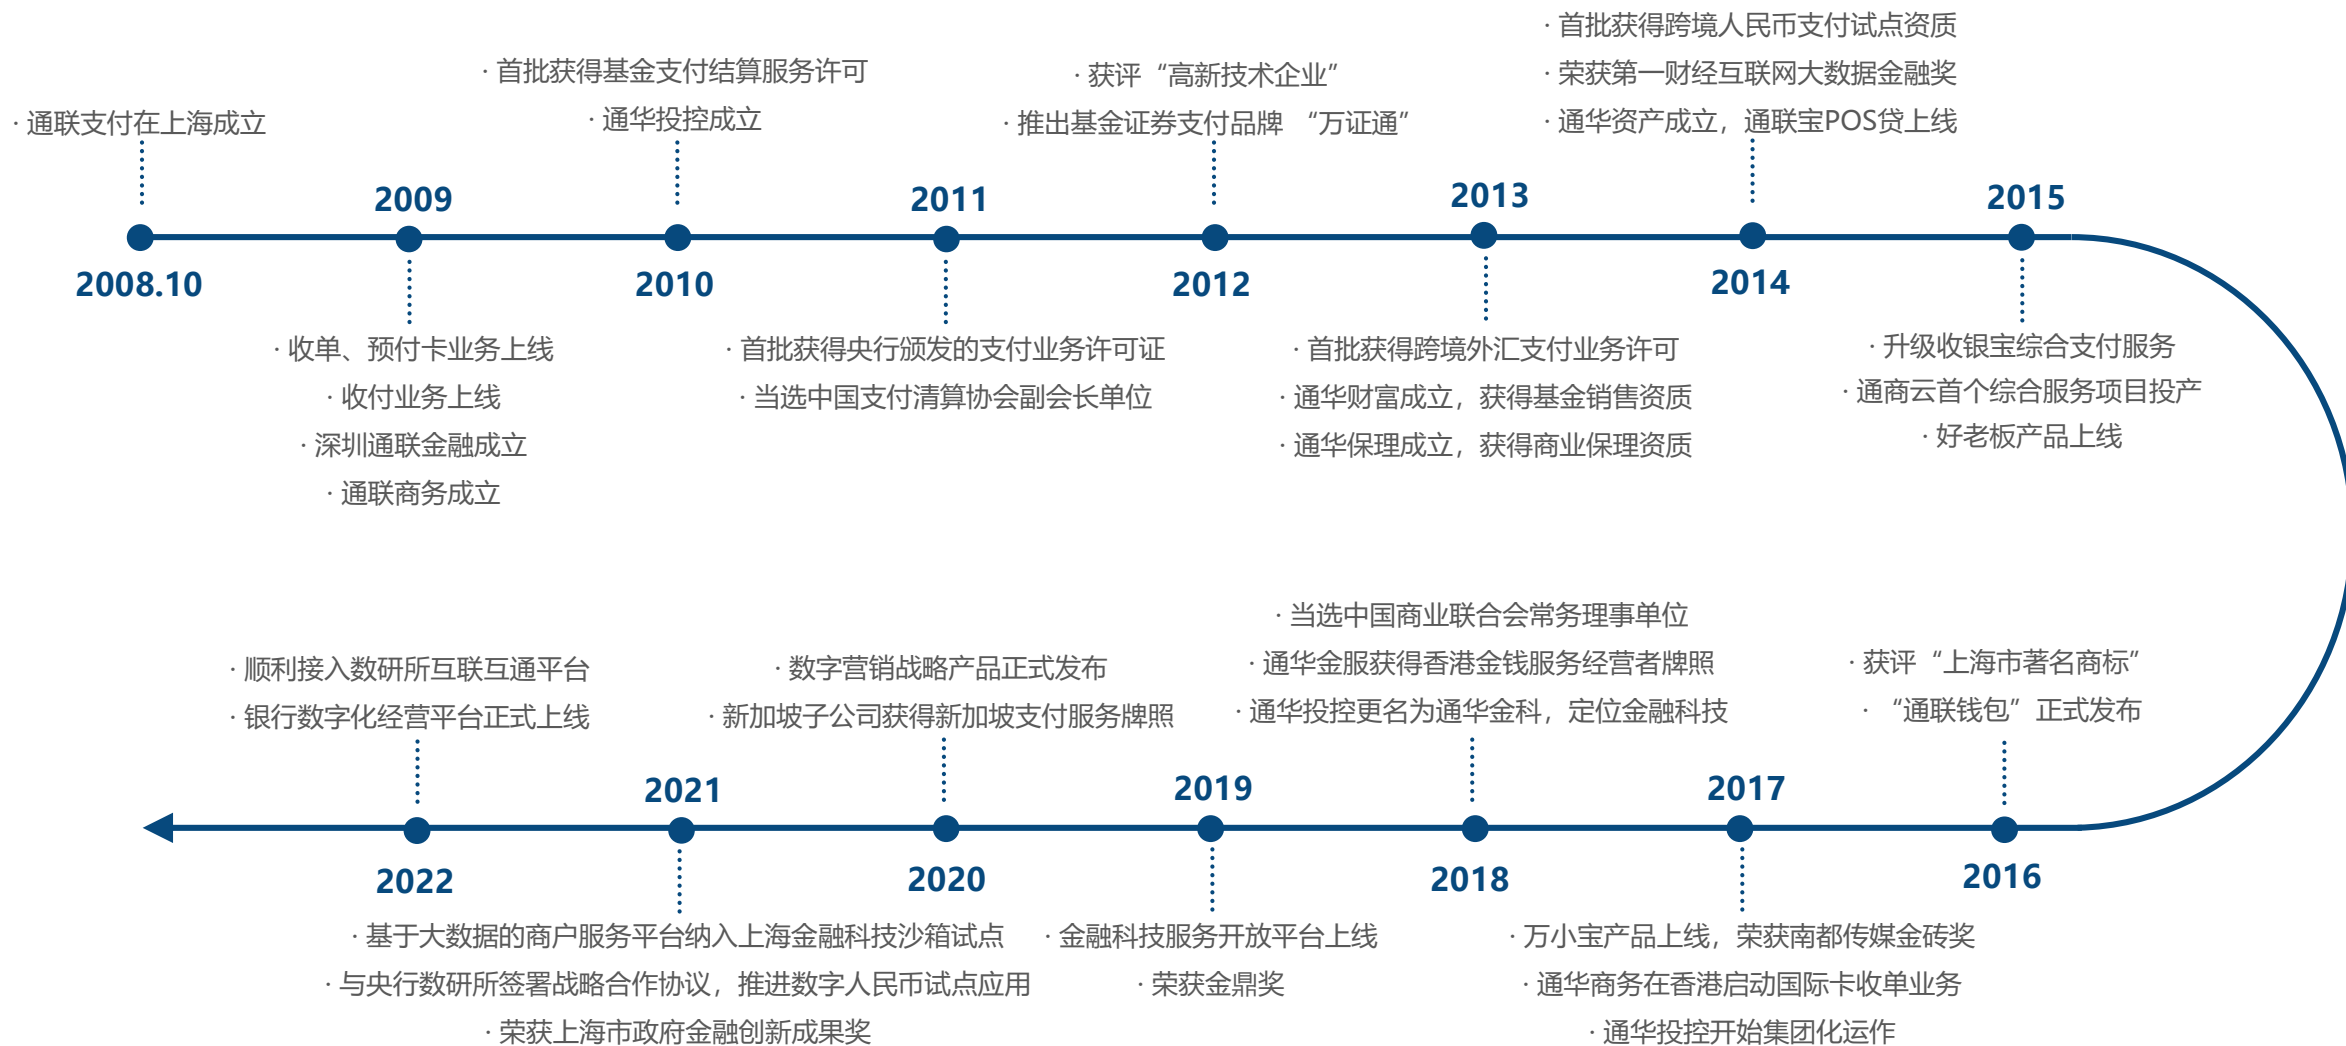 · 通联支付在上海成立
2008.10
2009
· 收单、预付卡业务上线
· 收付业务上线
· 深圳通联金融成立
· 通联商务成立
· 首批获得基金支付结算服务许可
· 通华投控成立
2010
2011
· 首批获得央行颁发的支付业务许可证
· 当选中国支付清算协会副会长单位
· 获评“高新技术企业”
· 推出基金证券支付品牌 “万证通”
2012
2013
· 首批获得跨境外汇支付业务许可
· 通华财富成立，获得基金销售资质
· 通华保理成立，获得商业保理资质
· 首批获得跨境人民币支付试点资质
· 荣获第一财经互联网大数据金融奖
· 通华资产成立，通联宝POS贷上线
2014
2015
· 升级收银宝综合支付服务
· 通商云首个综合服务项目投产
· 好老板产品上线
· 获评“上海市著名商标”
· “通联钱包”正式发布
2016
2017
· 万小宝产品上线，荣获南都传媒金砖奖
· 通华商务在香港启动国际卡收单业务
· 通华投控开始集团化运作
· 当选中国商业联合会常务理事单位
· 通华金服获得香港金钱服务经营者牌照
· 通华投控更名为通华金科，定位金融科技
2018
2019
· 金融科技服务开放平台上线
· 荣获金鼎奖
· 数字营销战略产品正式发布
· 新加坡子公司获得新加坡支付服务牌照
2020
2021
· 基于大数据的商户服务平台纳入上海金融科技沙箱试点
· 与央行数研所签署战略合作协议，推进数字人民币试点应用
· 荣获上海市政府金融创新成果奖
· 顺利接入数研所互联互通平台
· 银行数字化经营平台正式上线
2022